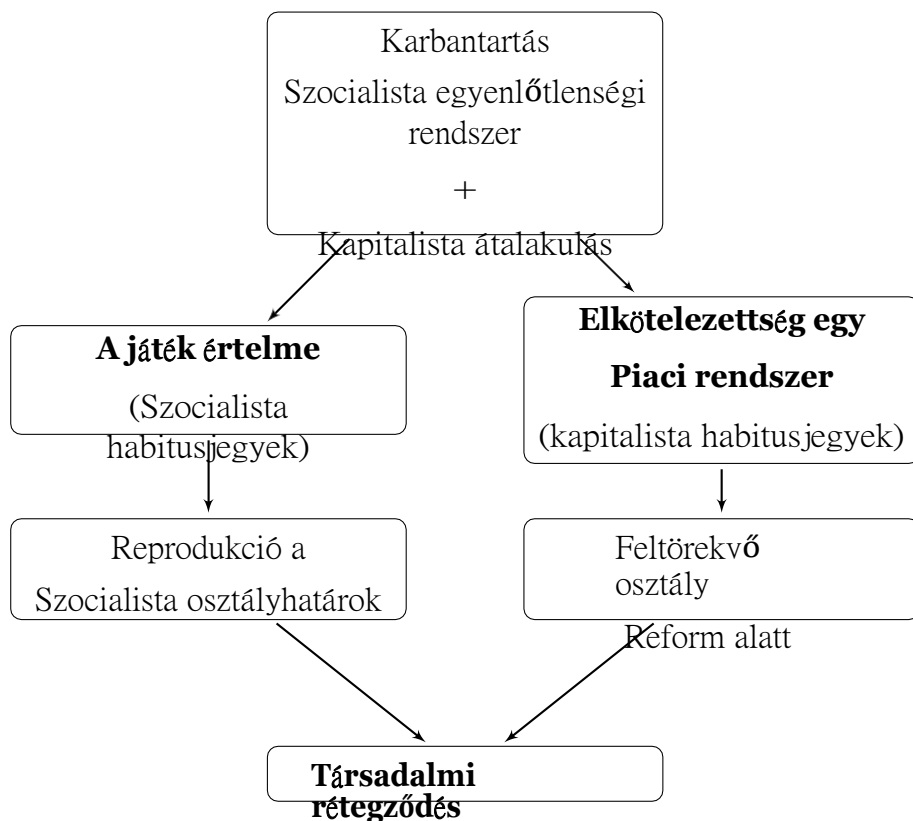 Karbantartás
Szocialista egyenlőtlenségi
rendszer
+
Kapitalista átalakulás
A játék értelme
(Szocialista
habitusjegyek)
Elkötelezettség egy
Piaci rendszer
(kapitalista habitusjegyek)
Reprodukció a
Szocialista osztályhatárok
Feltörekvő
osztály
Reform alatt
Társadalmi
rétegződés